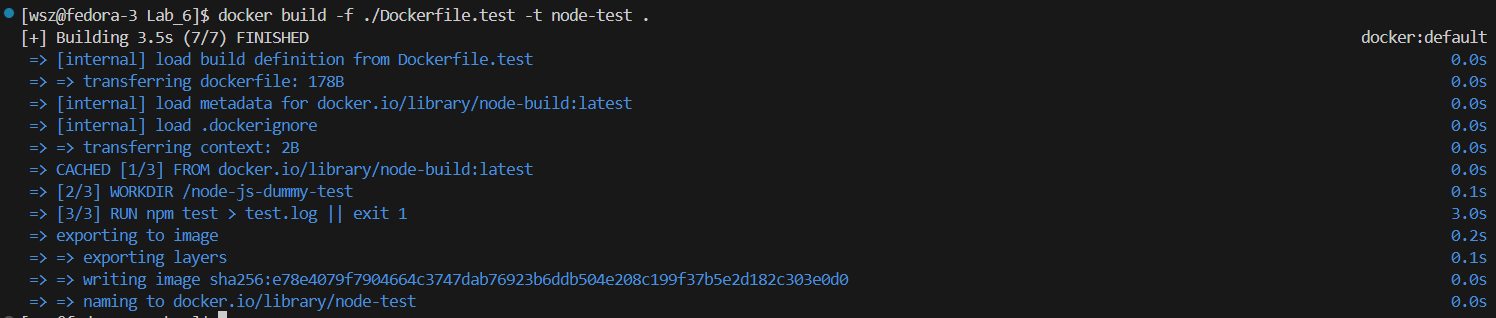 [wsz@fedora-3 Lab_6]$ docker build -f ./Dockerfile.test -t node-test .
[+] Building 3.5s (7/7) FINISHED docker:default
=> [internal] load build definition from Dockerfile.test 0.0s
=> => transferring dockerfile: 178B 0.0s
=> [internal] load metadata for docker.io/library/node-build:latest 0.0s
=> [internal] load .dockerignore 0.0s
=> => transferring context: 2B 0.0s
=> CACHED [1/3] FROM docker.io/library/node-build:latest 0.0s
=> [2/3] WORKDIR /node-js-dummy-test 0.1s
=> [3/3] RUN npm test > test.log || exit 1 3.0s
=> exporting to image 0.2s
=> => exporting layers 0.1s
=> => writing image sha256:e78e4079f7904664c3747dab76923b6ddb504e208c199f37b5e2d182c303e0d0 0.0s
=> => naming to docker.io/library/node-test 0.0s